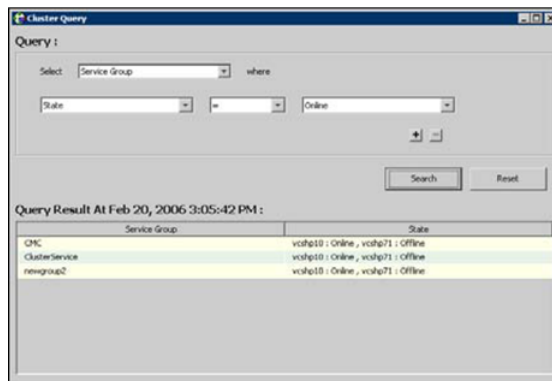 Cluster Query
Query :
Select Service Group where
State = Online
+ -
Search Reset
Query Result At Feb 20, 2006 3:05:42 PM :
Service Group State
CMC vcshp10 : Online , vcshp71 : Offline
ClusterService vcshp10 : Online , vcshp71 : Offline
newgroup2 vcshp10 : Online , vcshp71 : Offline